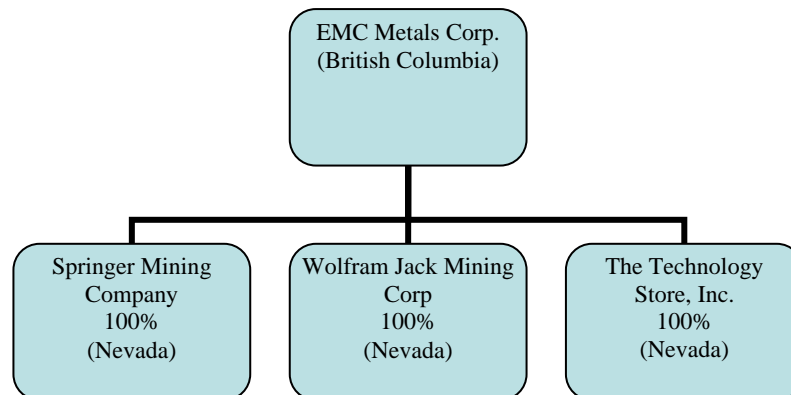 EMC Metals Corp.
(British Columbia)
Springer Mining
Company
100%
(Nevada)
Wolfram Jack Mining
Corp
100%
(Nevada)
The Technology
Store, Inc.
100%
(Nevada)